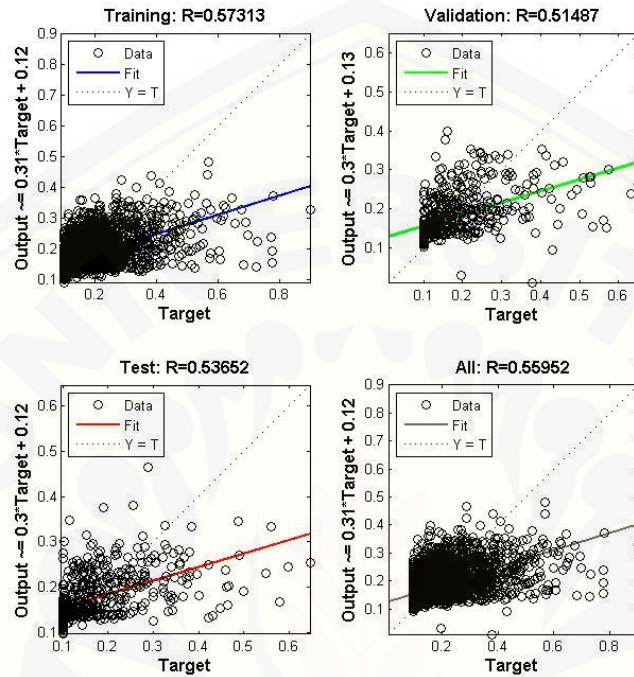 Training: R=0.57313
Output ~= 0.31*Target + 0.12
0.9
0.8
0.7
0.6
0.5
0.4
0.3
0.2
0.1
Data
Fit
Y = T
0.2
0.4
0.6
0.8
Target
Validation: R=0.51487
Output ~= 0.3*Target + 0.13
0.6
0.5
0.4
0.3
0.2
0.1
Data
Fit
Y = T
0.1
0.2
0.3
0.4
0.5
0.6
Target
Test: R=0.53652
Output ~= 0.3*Target + 0.12
0.6
0.5
0.4
0.3
0.2
0.1
Data
Fit
Y = T
0.1
0.2
0.3
0.4
0.5
0.6
Target
All: R=0.55952
Output ~= 0.31*Target + 0.12
0.9
0.8
0.7
0.6
0.5
0.4
0.3
0.2
0.1
Data
Fit
Y = T
0.2
0.4
0.6
0.8
Target